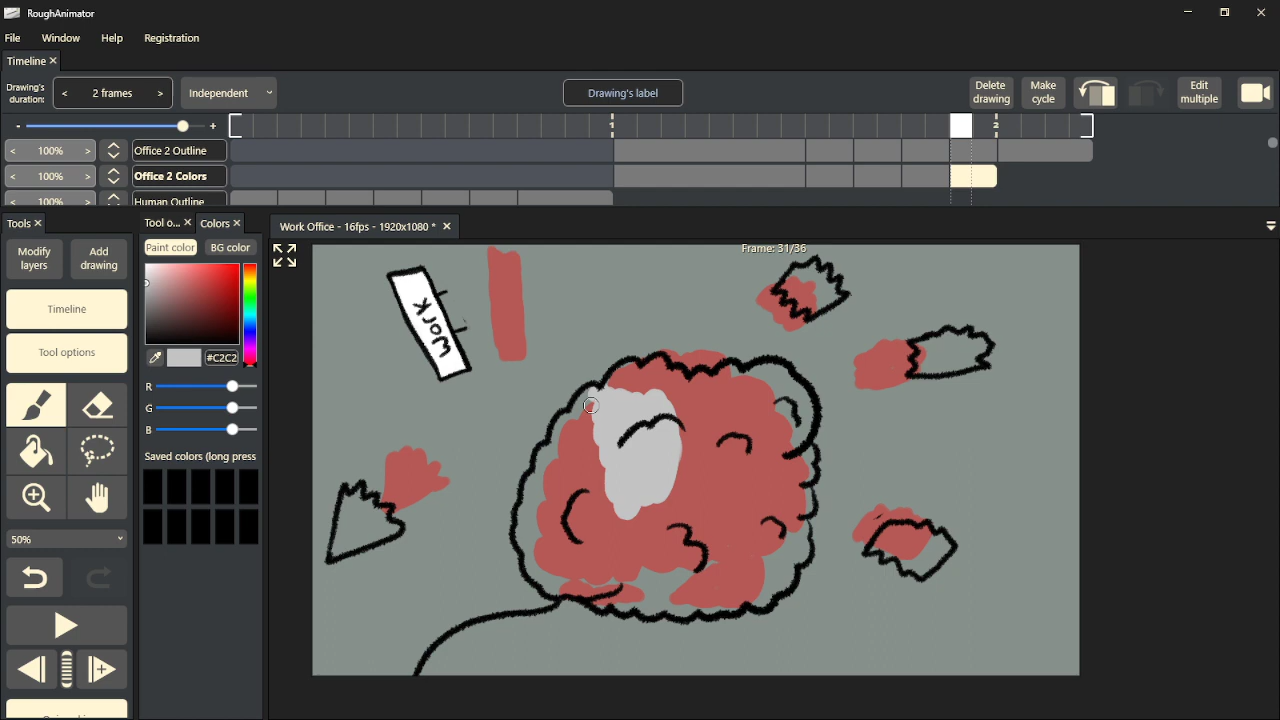 RoughAnimator
File Window Help Registration
Timeline
Drawing's duration: < 2 frames > Independent Drawing's label Delete drawing Make cycle Edit multiple
- + 1 2
< 100% > Office 2 Outline
< 100% > Office 2 Colors
< 100% > Human Outline
Tools Tool o... Colors Work Office - 16fps - 1920x1080 *
Modify layers Add drawing Paint color BG color Frame: 31/36
Timeline
Tool options
#C2C2
R
G
B
Saved colors (long press
50%
work